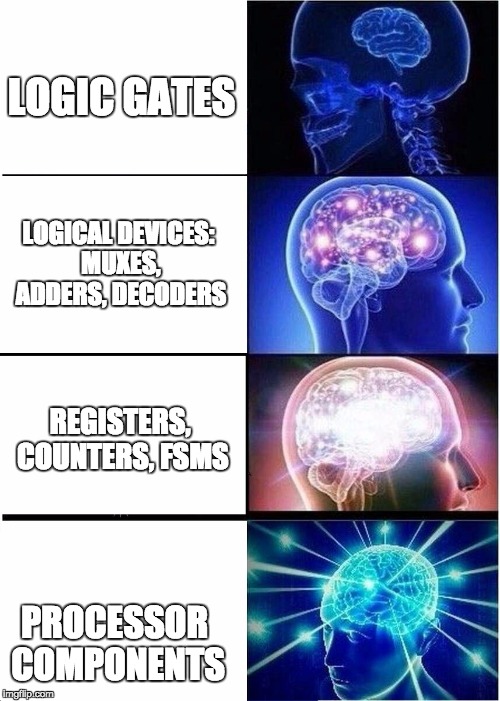 LOGIC GATES
LOGICAL DEVICES:
MUXES,
ADDERS, DECODERS
REGISTERS,
COUNTERS, FSMS
PROCESSOR
COMPONENTS
imgflip.com